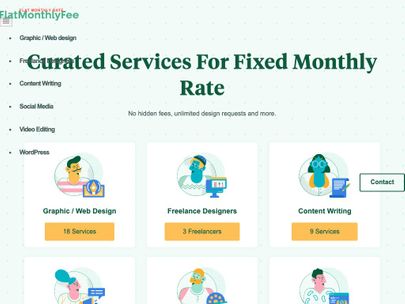 FLAT MONTHLY RATE
FlatMonthlyFee
Graphic / Web design
Content Writing
Social Media
Video Editing
WordPress
Curated Services For Fixed Monthly
Rate
No hidden fees, unlimited design requests and more.
Contact
Graphic / Web Design
18 Services
Freelance Designers
3 Freelancers
Content Writing
9 Services